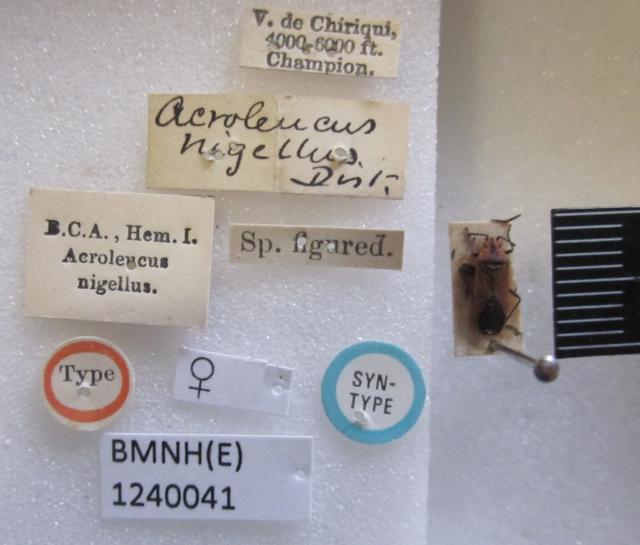 V. de Chiriqui,
4000-6000 ft.
Champion.
Acroleucus
nigellus.
Dist.
B.C.A., Hem. I.
Acroleucus
nigellus.
Sp. figured.
Type
♀
SYN-
TYPE
BMNH(E)
1240041